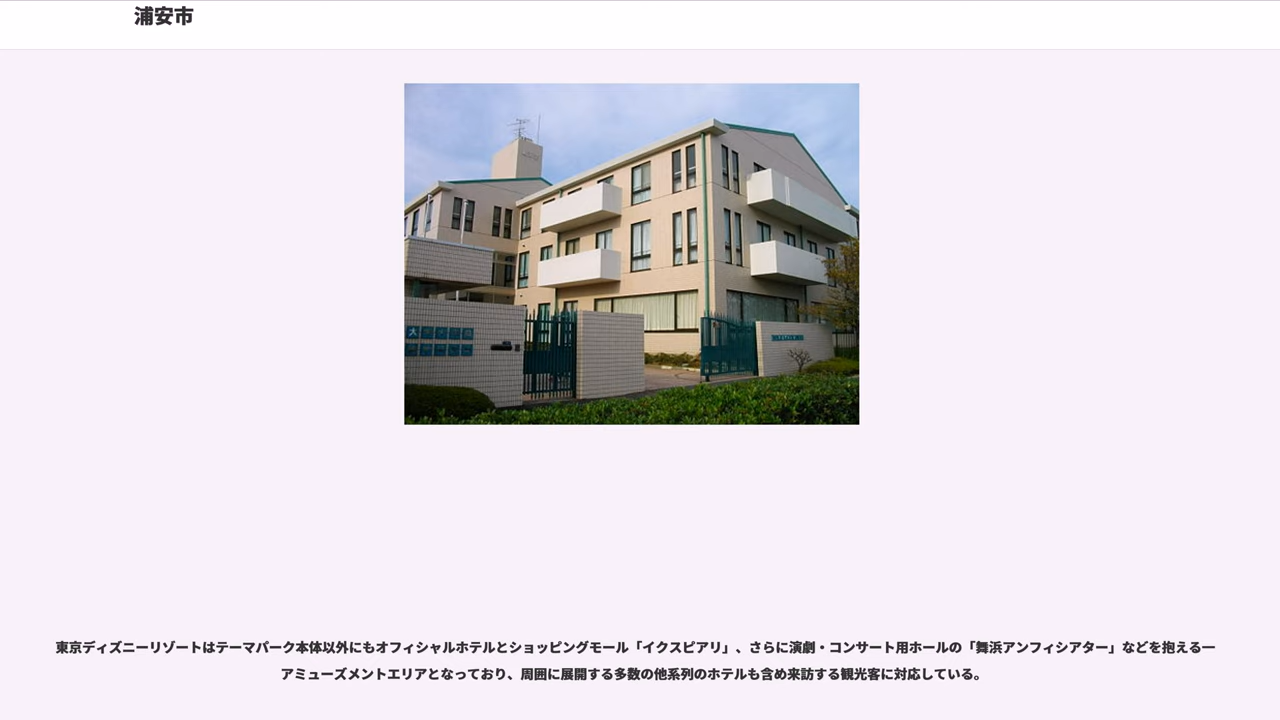 浦安市
大
東京ディズニーリゾートはテーマパーク本体以外にもオフィシャルホテルとショッピングモール「イクスピアリ」、さらに演劇・コンサート用ホールの「舞浜アンフィシアター」などを抱える一
アミューズメントエリアとなっており、周囲に展開する多数の他系列のホテルも含め来訪する観光客に対応している。